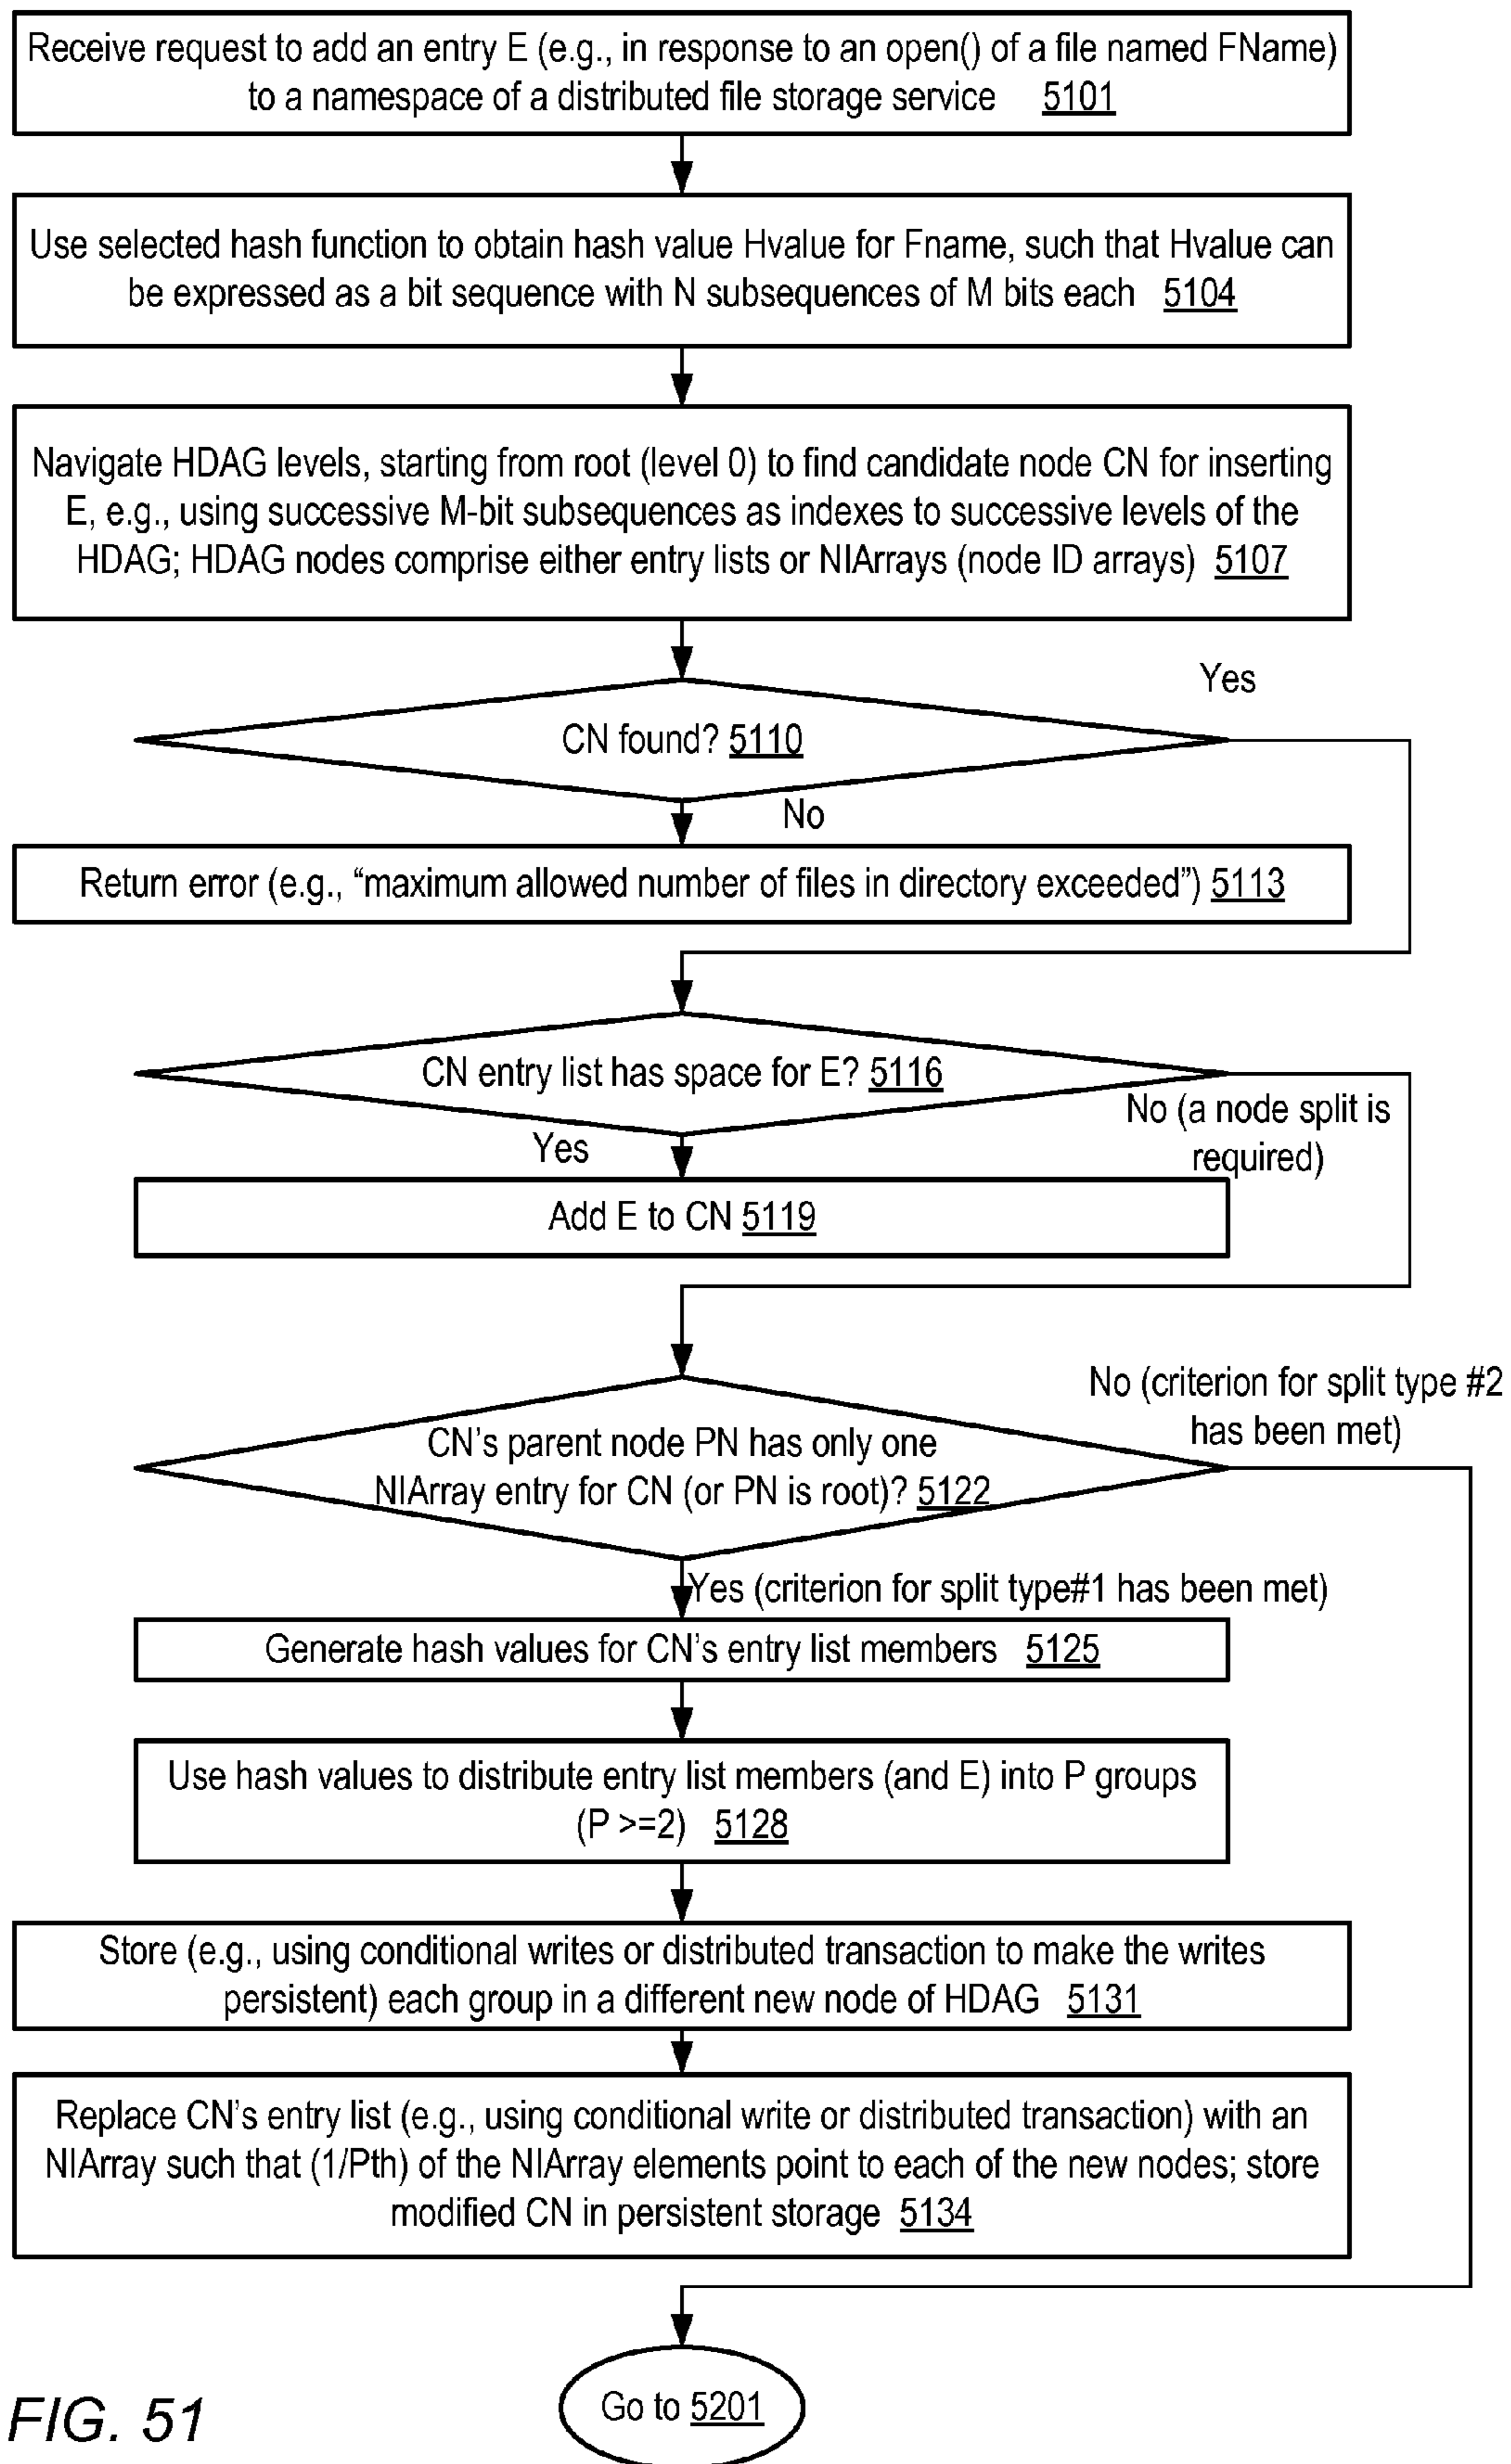 Receive request to add an entry E (e.g., in response to an open() of a file named FName)
to a namespace of a distributed file storage service 5101
Use selected hash function to obtain hash value Hvalue for Fname, such that Hvalue can
be expressed as a bit sequence with N subsequences of M bits each 5104
Navigate HDAG levels, starting from root (level 0) to find candidate node CN for inserting
E, e.g., using successive M-bit subsequences as indexes to successive levels of the
HDAG; HDAG nodes comprise either entry lists or NIArrays (node ID arrays) 5107
Yes
CN found? 5110
No
Return error (e.g., “maximum allowed number of files in directory exceeded”) 5113
CN entry list has space for E? 5116
No (a node split is
required)
Yes
Add E to CN 5119
No (criterion for split type #2
has been met)
CN's parent node PN has only one
NIArray entry for CN (or PN is root)? 5122
Yes (criterion for split type#1 has been met)
Generate hash values for CN's entry list members 5125
Use hash values to distribute entry list members (and E) into P groups
(P >=2) 5128
Store (e.g., using conditional writes or distributed transaction to make the writes
persistent) each group in a different new node of HDAG 5131
Replace CN's entry list (e.g., using conditional write or distributed transaction) with an
NIArray such that (1/Pth) of the NIArray elements point to each of the new nodes; store
modified CN in persistent storage 5134
Go to 5201
FIG. 51